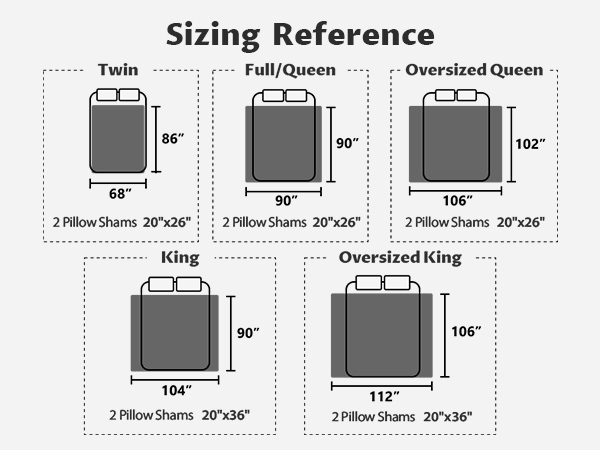 Sizing Reference
Twin
86”
68”
2 Pillow Shams 20"x26"
Full/Queen
90”
90”
2 Pillow Shams 20"x26"
Oversized Queen
102”
106”
2 Pillow Shams 20"x26"
King
90”
104”
2 Pillow Shams 20"x36"
Oversized King
106”
112”
2 Pillow Shams 20"x36"